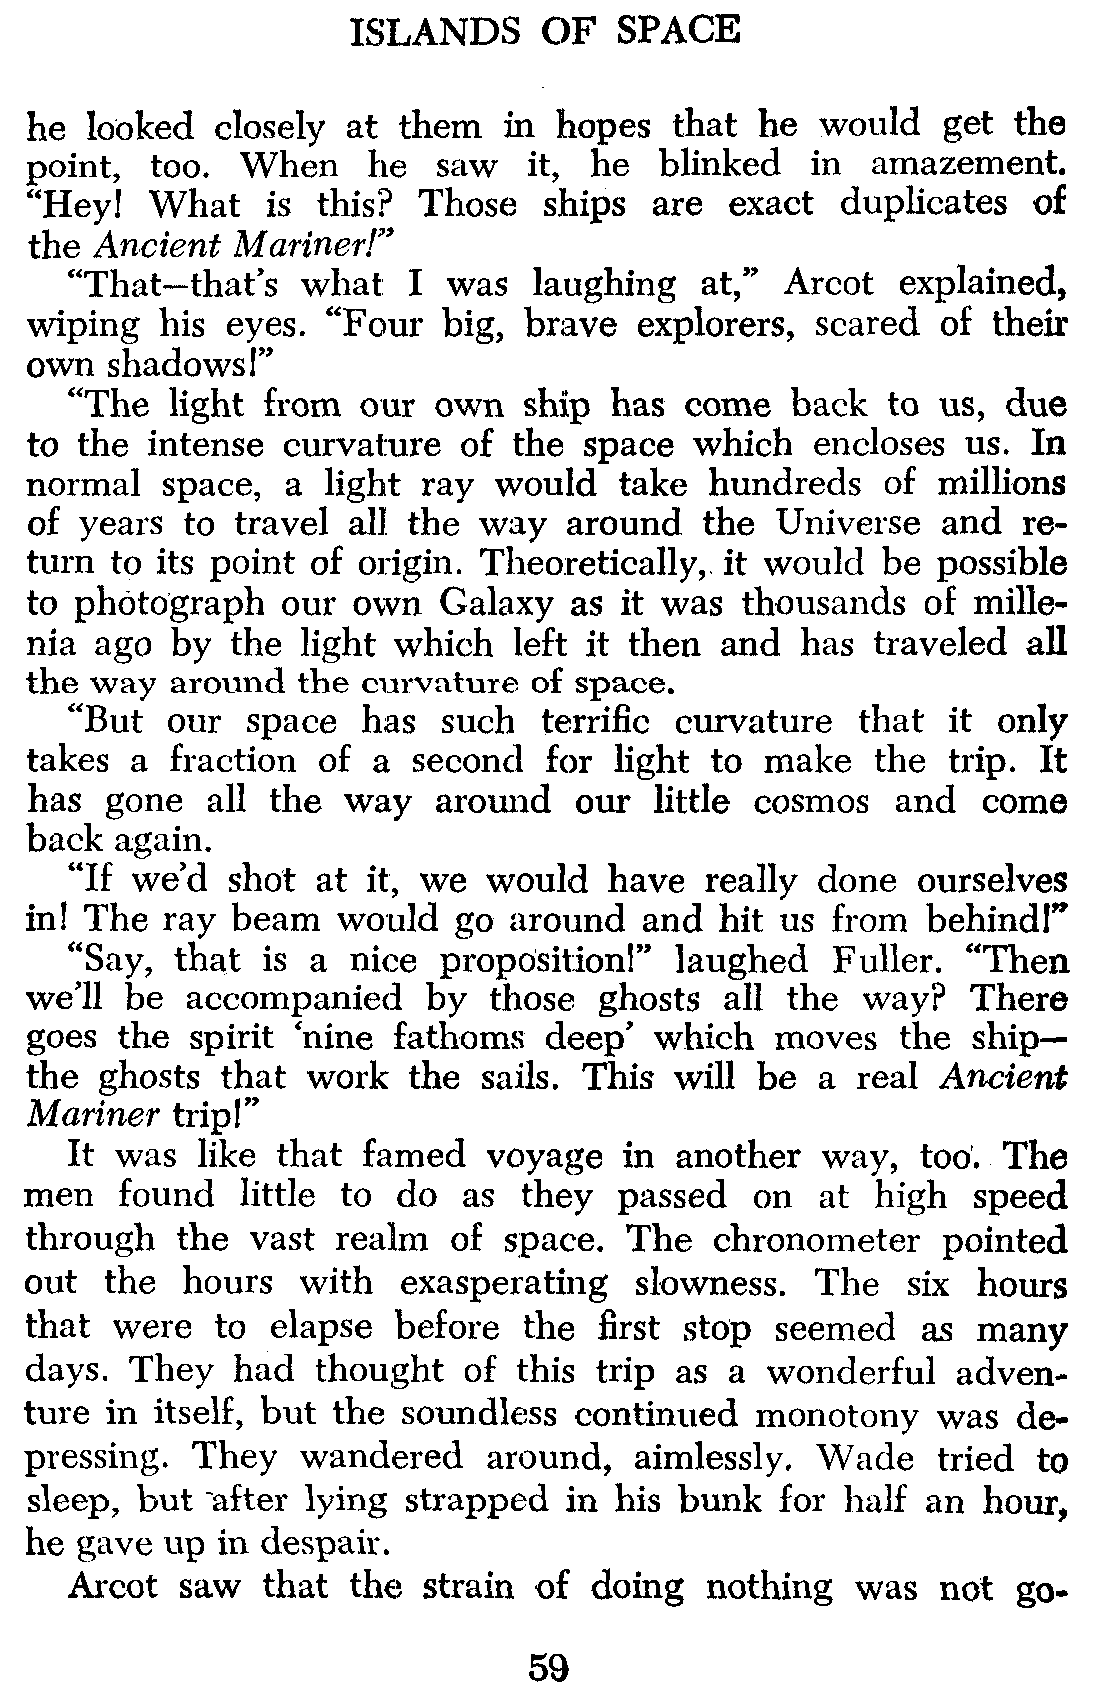 ISLANDS OF SPACE
he looked closely at them in hopes that he would get the
point, too. When he saw it, he blinked in amazement.
“Hey! What is this? Those ships are exact duplicates of
the Ancient Mariner!”
“That—that’s what I was laughing at,” Arcot explained,
wiping his eyes. “Four big, brave explorers, scared of their
own shadows!”
“The light from our own ship has come back to us, due
to the intense curvature of the space which encloses us. In
normal space, a light ray would take hundreds of millions
of years to travel all the way around the Universe and re-
turn to its point of origin. Theoretically, it would be possible
to photograph our own Galaxy as it was thousands of mille-
nia ago by the light which left it then and has traveled all
the way around the curvature of space.
“But our space has such terrific curvature that it only
takes a fraction of a second for light to make the trip. It
has gone all the way around our little cosmos and come
back again.
“If we’d shot at it, we would have really done ourselves
in! The ray beam would go around and hit us from behind!”
“Say, that is a nice proposition!” laughed Fuller. “Then
we’ll be accompanied by those ghosts all the way? There
goes the spirit ‘nine fathoms deep’ which moves the ship—
the ghosts that work the sails. This will be a real Ancient
Mariner trip!”
It was like that famed voyage in another way, too. The
men found little to do as they passed on at high speed
through the vast realm of space. The chronometer pointed
out the hours with exasperating slowness. The six hours
that were to elapse before the first stop seemed as many
days. They had thought of this trip as a wonderful adven-
ture in itself, but the soundless continued monotony was de-
pressing. They wandered around, aimlessly. Wade tried to
sleep, but after lying strapped in his bunk for half an hour,
he gave up in despair.
Arcot saw that the strain of doing nothing was not go-
59